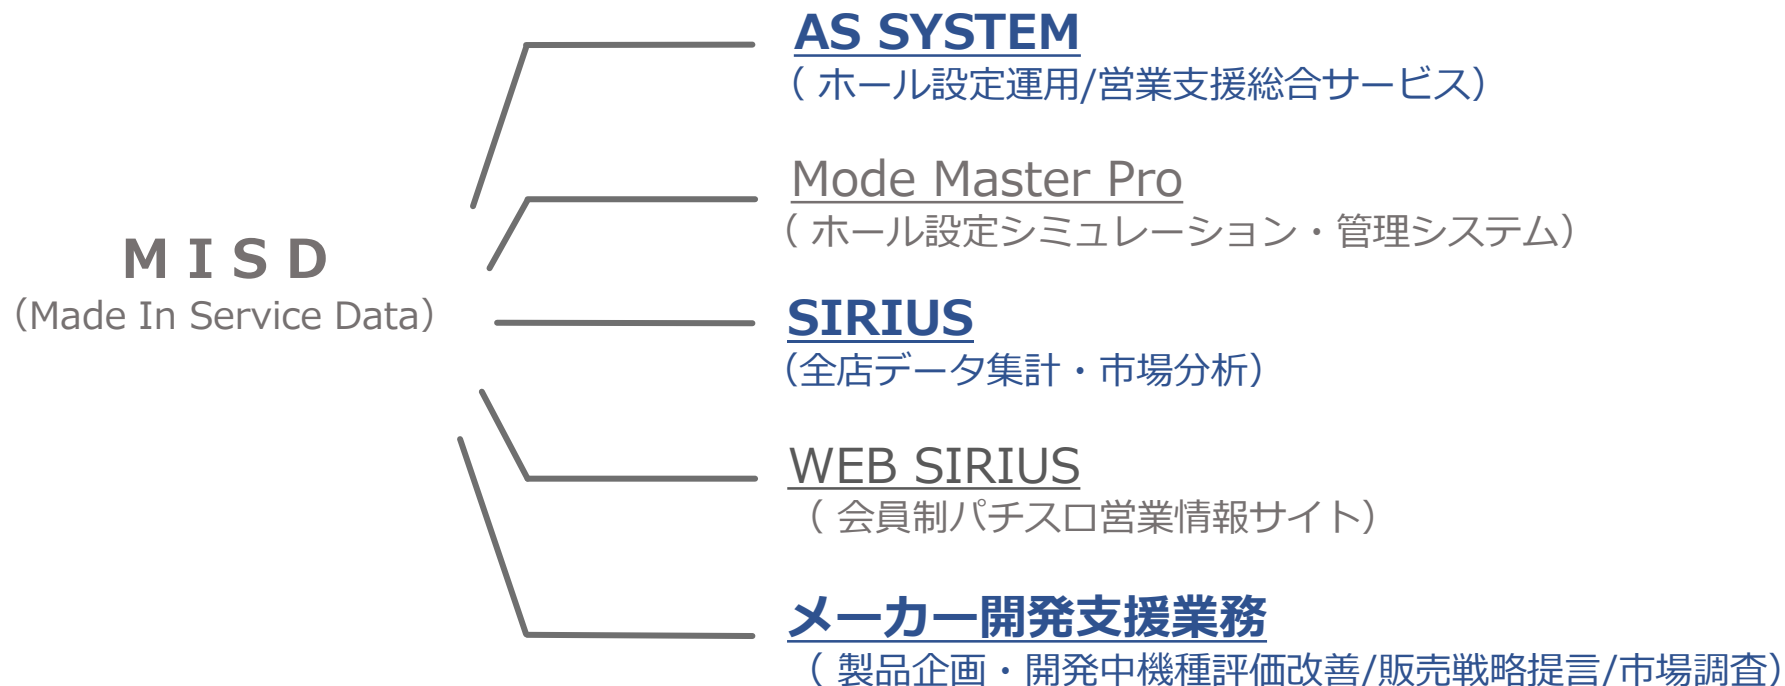 AS SYSTEM
（ ホール設定運用/営業支援総合サービス）
Mode Master Pro
（ ホール設定シミュレーション・管理システム）
ＭＩＳＤ
（Made In Service Data）
SIRIUS
（全店データ集計・市場分析）
WEB SIRIUS
（ 会員制パチスロ営業情報サイト）
メーカー開発支援業務
（ 製品企画・開発中機種評価改善/販売戦略提言/市場調査）